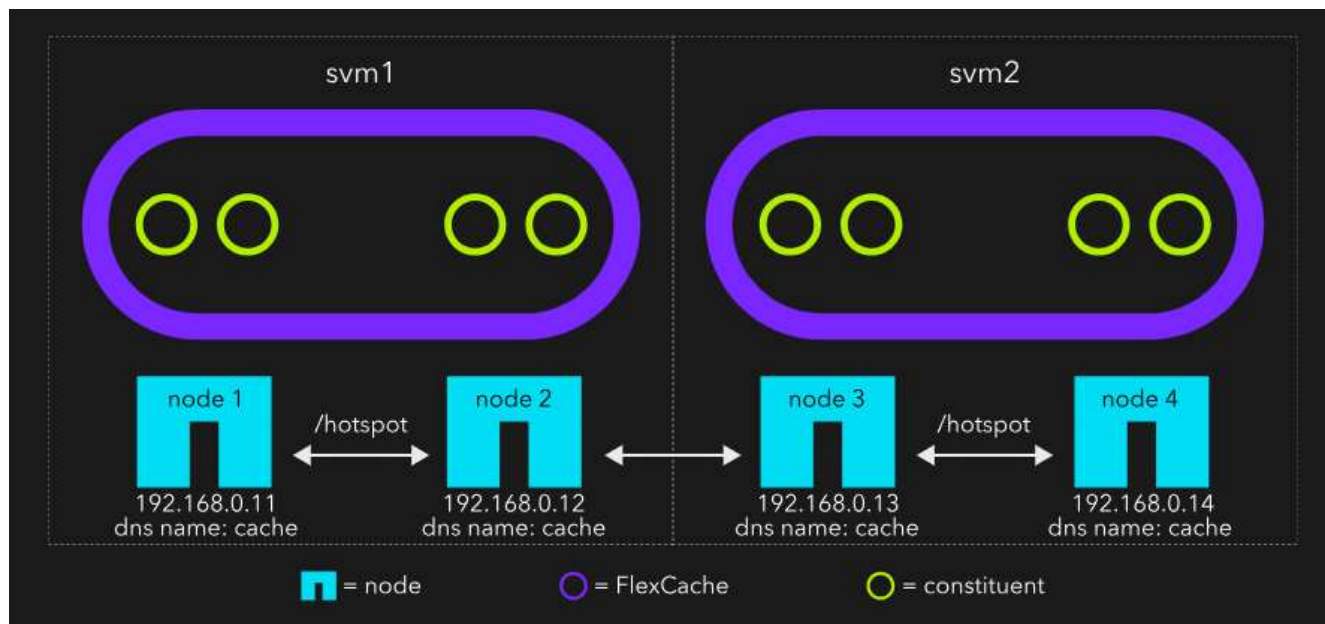 svm1
svm2
node 1
/hotspot
node 2
node 3
/hotspot
node 4
192.168.0.11
dns name: cache
192.168.0.12
dns name: cache
192.168.0.13
dns name: cache
192.168.0.14
dns name: cache
= node
= FlexCache
= constituent